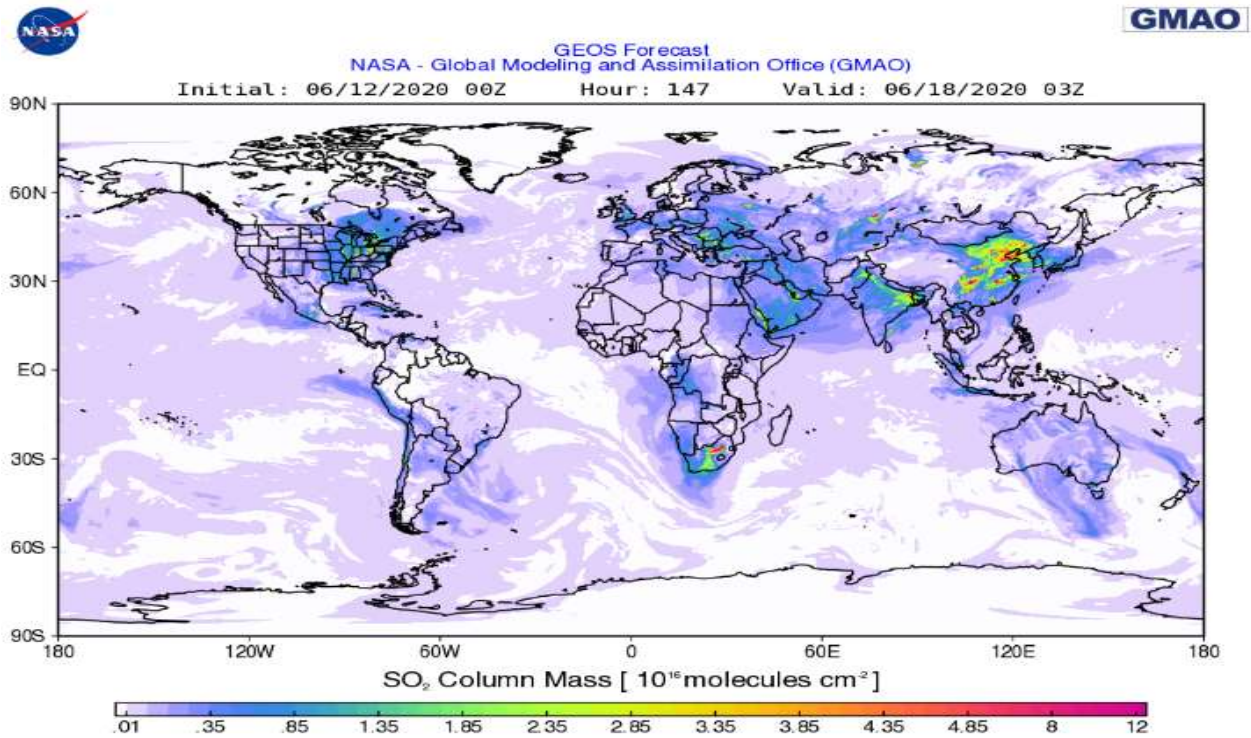 NASA
GMAO
GEOS Forecast
NASA - Global Modeling and Assimilation Office (GMAO)
Initial: 06/12/2020 00Z Hour: 147 Valid: 06/18/2020 03Z
90N
60N
30N
EQ
30S
60S
90S
180 120W 60W 0 60E 120E 180
SO₂ Column Mass [ 10¹⁶ molecules cm⁻² ]
.01 .35 .85 1.35 1.85 2.35 2.85 3.35 3.85 4.35 4.85 8 12